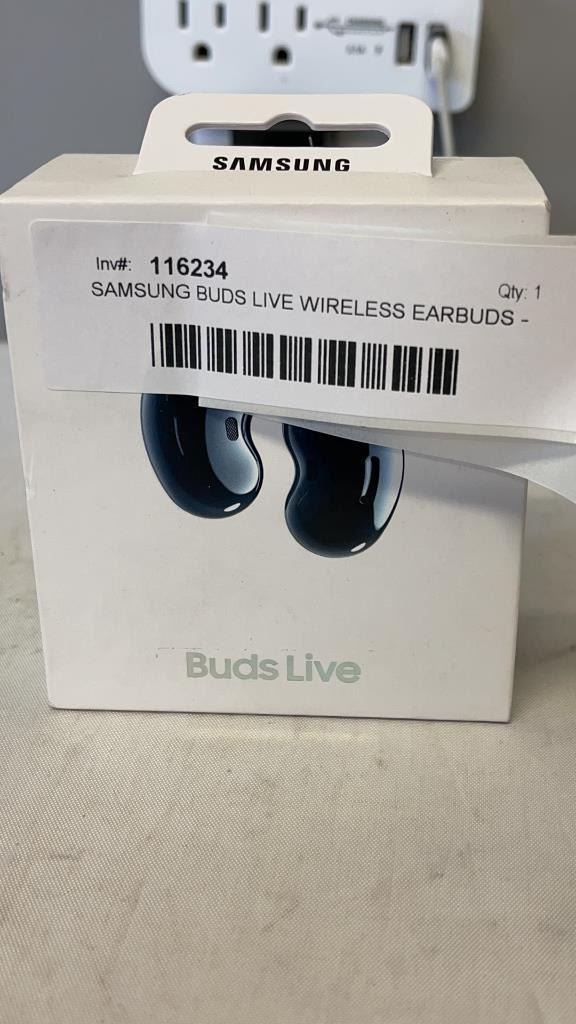 SAMSUNG
Inv#: 116234
Qty: 1
SAMSUNG BUDS LIVE WIRELESS EARBUDS -
Buds Live